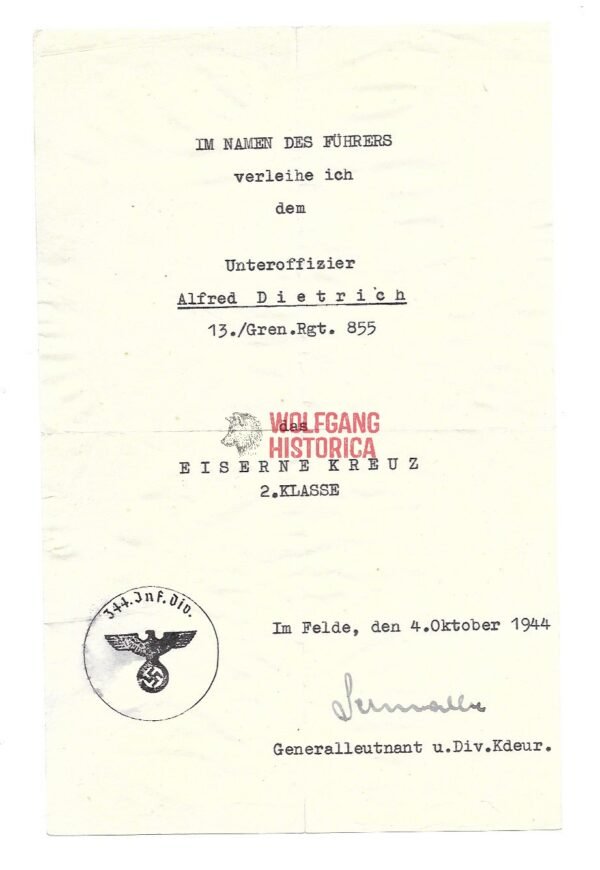 IM NAMEN DES FÜHRERS
verleihe ich
dem
Unteroffizier
Alfred D i e t r i c h
13./Gren.Rgt. 855
das
WOLFGANG
HISTORICA
E I S E R N E  K R E U Z
2.KLASSE
344.Inf.Div.
Im Felde, den 4.Oktober 1944
Generalleutnant u.Div.Kdeur.